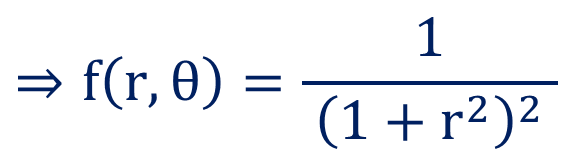 ⇒ f(r, θ) = 1 / (1 + r²)²